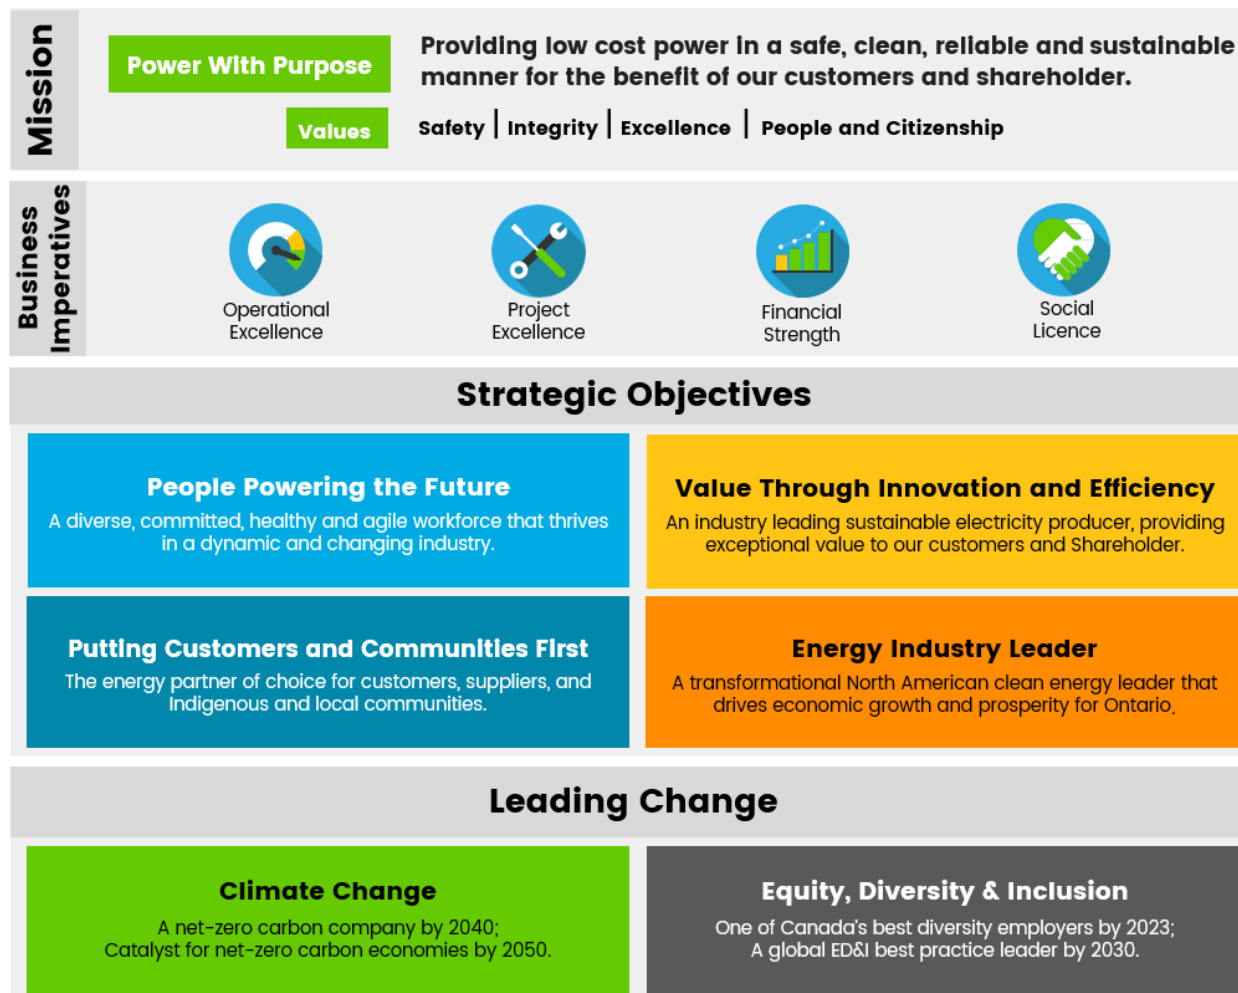 Mission
Power With Purpose
Providing low cost power in a safe, clean, reliable and sustainable
manner for the benefit of our customers and shareholder.
Values
Safety | Integrity | Excellence | People and Citizenship
Business
Imperatives
Operational
Excellence
Project
Excellence
Financial
Strength
Social
Licence
Strategic Objectives
People Powering the Future
A diverse, committed, healthy and agile workforce that thrives
in a dynamic and changing industry.
Value Through Innovation and Efficiency
An industry leading sustainable electricity producer, providing
exceptional value to our customers and Shareholder.
Putting Customers and Communities First
The energy partner of choice for customers, suppliers, and
Indigenous and local communities.
Energy Industry Leader
A transformational North American clean energy leader that
drives economic growth and prosperity for Ontario.
Leading Change
Climate Change
A net-zero carbon company by 2040;
Catalyst for net-zero carbon economies by 2050.
Equity, Diversity & Inclusion
One of Canada's best diversity employers by 2023;
A global ED&I best practice leader by 2030.